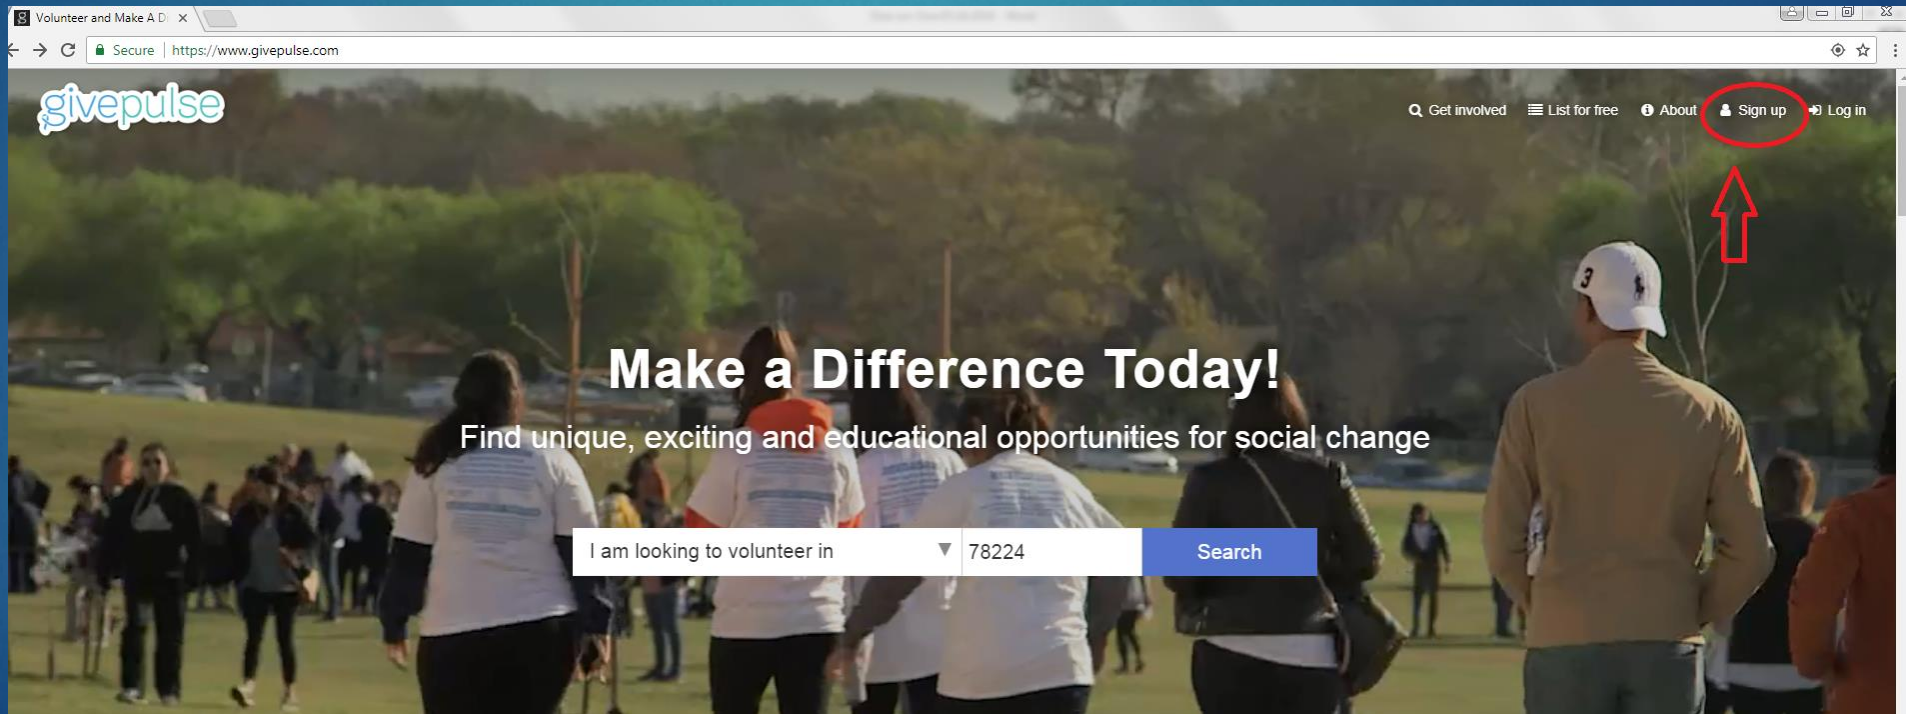 Volunteer and Make A D
Secure https://www.givepulse.com
givepulse
Get involved List for free About Sign up Log in
3
Make a Difference Today!
Find unique, exciting and educational opportunities for social change
I am looking to volunteer in 78224 Search